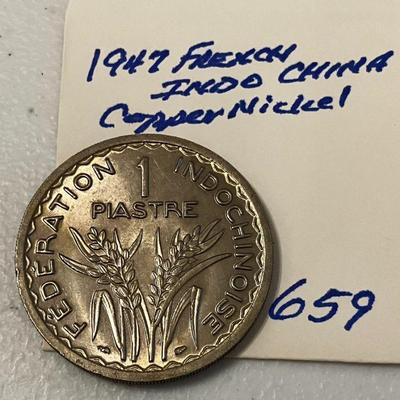 1947 FRENCH
INDO CHINA
Copper Nickel
FÉDÉRATION INDOCHINOISE
1
PIASTRE
659